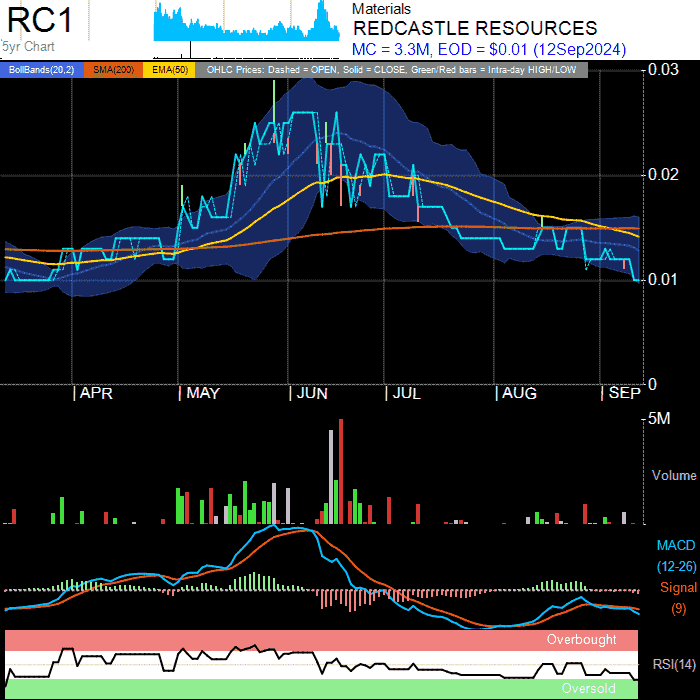 RC1
5yr Chart
Materials
REDCASTLE RESOURCES
MC = 3.3M, EOD = $0.01 (12Sep2024)
BollBands(20,2) SMA(200) EMA(50) OHLC Prices: Dashed = OPEN, Solid = CLOSE, Green/Red bars = Intra-day HIGH/LOW
0.03
0.02
0.01
0
APR MAY JUN JUL AUG SEP
5M
Volume
MACD
(12-26)
Signal
(9)
Overbought
RSI(14)
Oversold